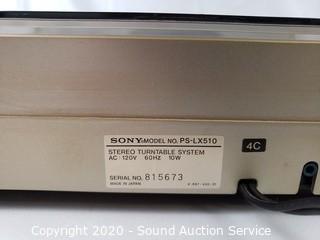 SONY® MODEL NO. PS-LX510
STEREO TURNTABLE SYSTEM
AC 120V 60Hz 10W
4C
SERIAL NO. 815673
MADE IN JAPAN
Copyright 2020 - Sound Auction Service